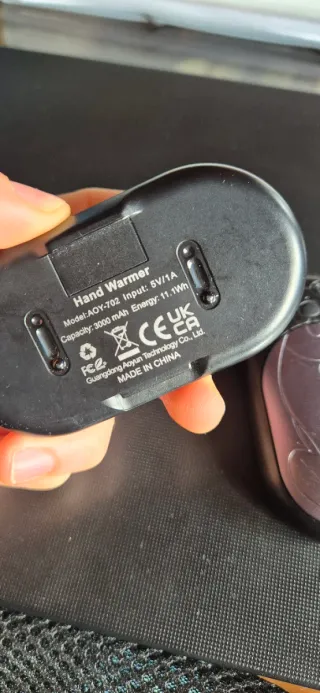 Hand Warmer
Model:AOY-702 Input: 5V/1A
Capacity:3000 mAh Energy: 11.1Wh
FC CE UK
CA
Guangdong Aoyun Technology Co., Ltd.
MADE IN CHINA